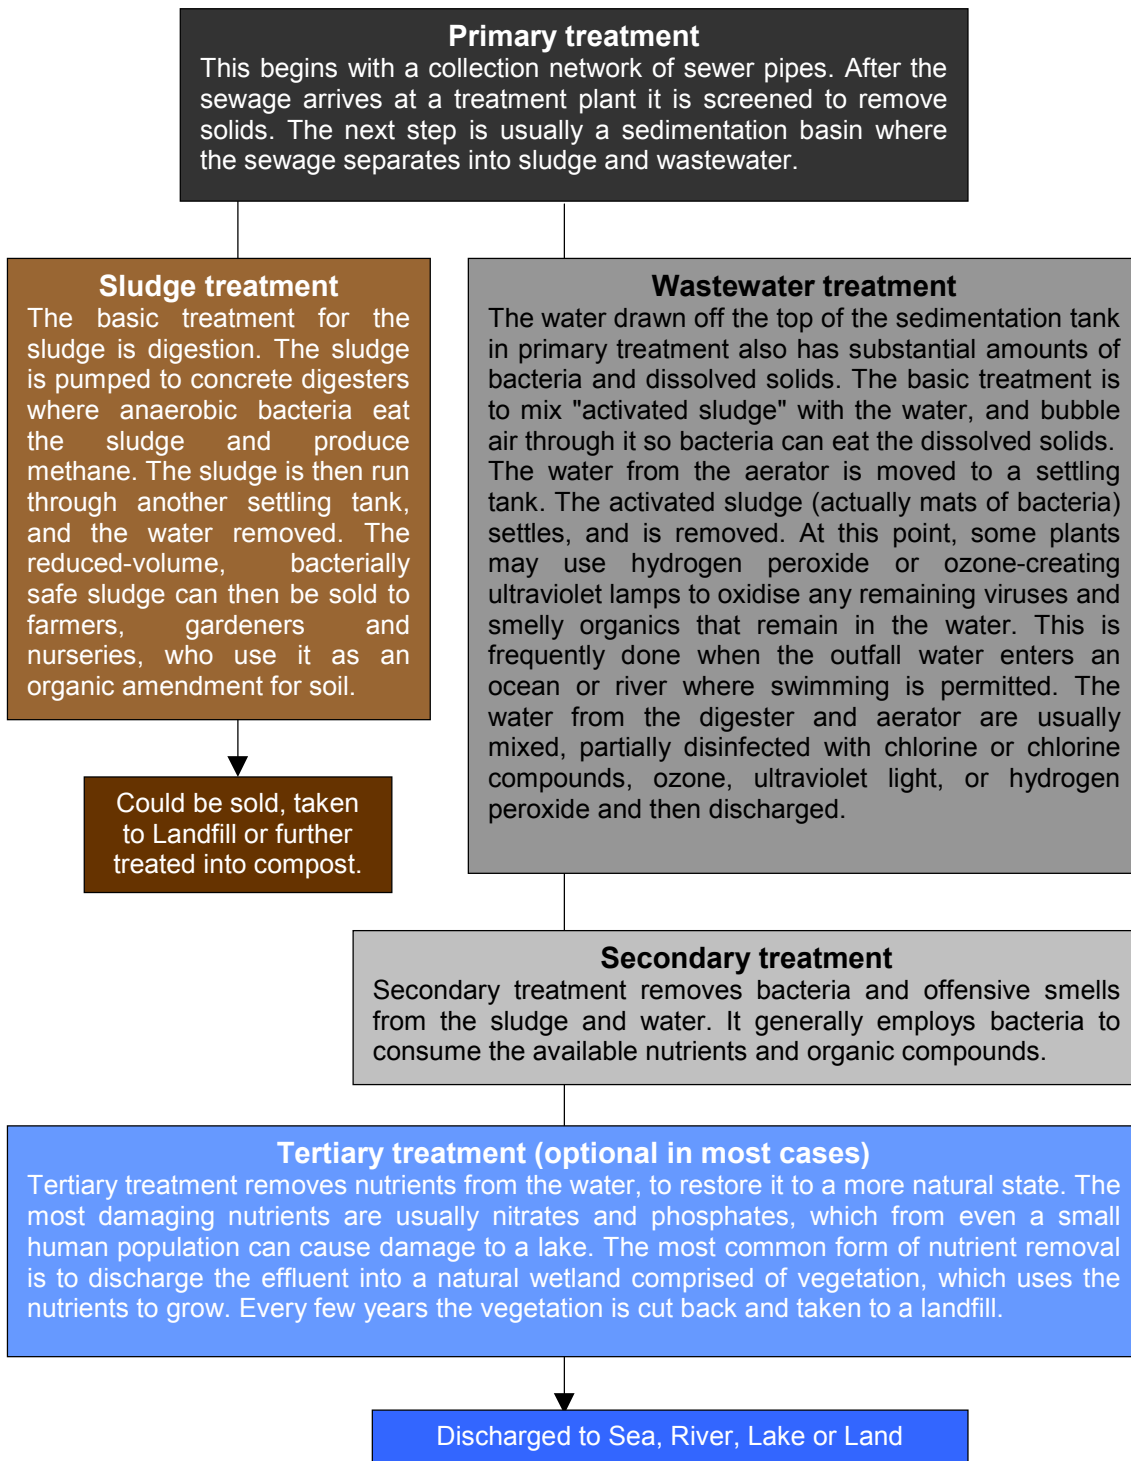 Primary treatment
This begins with a collection network of sewer pipes. After the
sewage arrives at a treatment plant it is screened to remove
solids. The next step is usually a sedimentation basin where
the sewage separates into sludge and wastewater.
Sludge treatment
The basic treatment for the
sludge is digestion. The sludge
is pumped to concrete digesters
where anaerobic bacteria eat
the sludge and produce
methane. The sludge is then run
through another settling tank,
and the water removed. The
reduced-volume, bacterially
safe sludge can then be sold to
farmers, gardeners and
nurseries, who use it as an
organic amendment for soil.
Could be sold, taken
to Landfill or further
treated into compost.
Wastewater treatment
The water drawn off the top of the sedimentation tank
in primary treatment also has substantial amounts of
bacteria and dissolved solids. The basic treatment is
to mix "activated sludge" with the water, and bubble
air through it so bacteria can eat the dissolved solids.
The water from the aerator is moved to a settling
tank. The activated sludge (actually mats of bacteria)
settles, and is removed. At this point, some plants
may use hydrogen peroxide or ozone-creating
ultraviolet lamps to oxidise any remaining viruses and
smelly organics that remain in the water. This is
frequently done when the outfall water enters an
ocean or river where swimming is permitted. The
water from the digester and aerator are usually
mixed, partially disinfected with chlorine or chlorine
compounds, ozone, ultraviolet light, or hydrogen
peroxide and then discharged.
Secondary treatment
Secondary treatment removes bacteria and offensive smells
from the sludge and water. It generally employs bacteria to
consume the available nutrients and organic compounds.
Tertiary treatment (optional in most cases)
Tertiary treatment removes nutrients from the water, to restore it to a more natural state. The
most damaging nutrients are usually nitrates and phosphates, which from even a small
human population can cause damage to a lake. The most common form of nutrient removal
is to discharge the effluent into a natural wetland comprised of vegetation, which uses the
nutrients to grow. Every few years the vegetation is cut back and taken to a landfill.
Discharged to Sea, River, Lake or Land